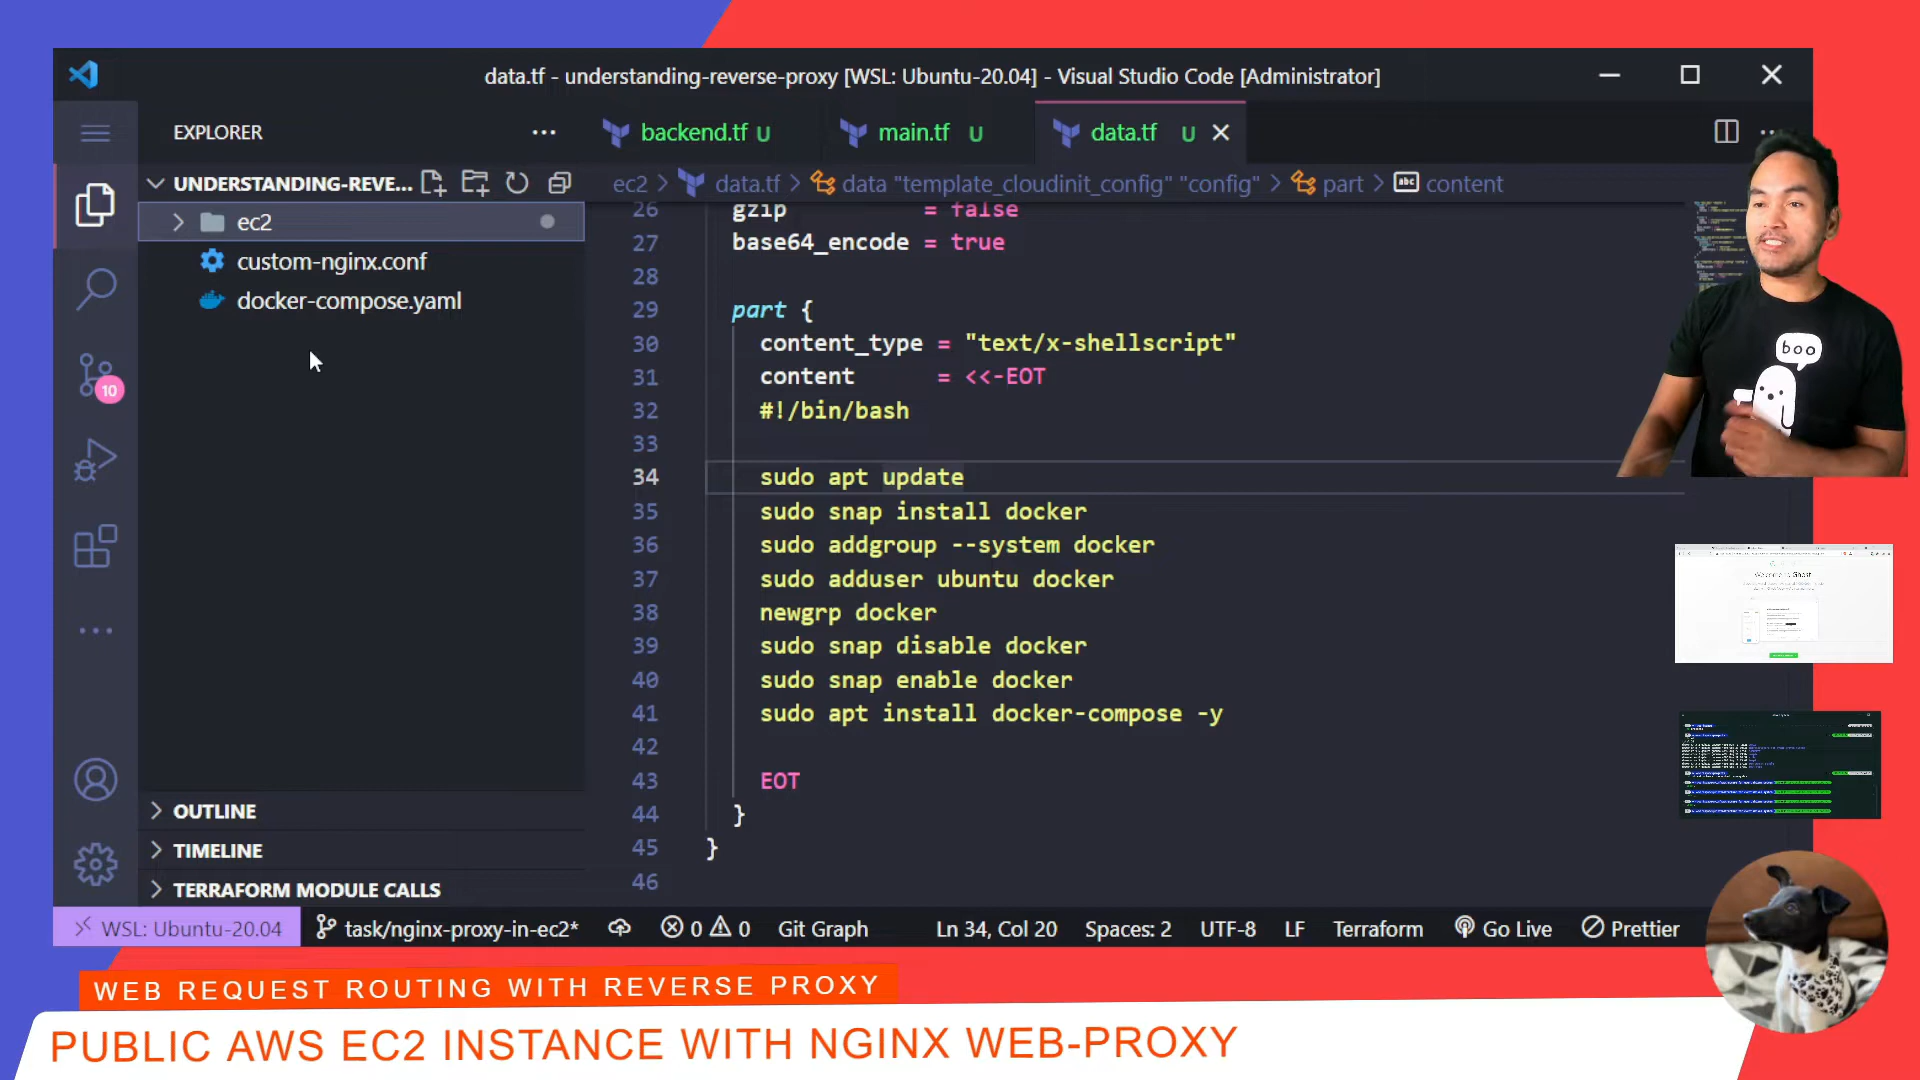 data.tf - understanding-reverse-proxy [WSL: Ubuntu-20.04] - Visual Studio Code [Administrator]
EXPLORER
backend.tf U
main.tf U
data.tf U
UNDERSTANDING-REVE...
ec2 > data.tf > data "template_cloudinit_config" "config" > part > abc content
ec2
custom-nginx.conf
docker-compose.yaml
10
26 gzip = false
27 base64_encode = true
28
29 part {
30 content_type = "text/x-shellscript"
31 content = <<-EOT
32 #!/bin/bash
33
34 sudo apt update
35 sudo snap install docker
36 sudo addgroup --system docker
37 sudo adduser ubuntu docker
38 newgrp docker
39 sudo snap disable docker
40 sudo snap enable docker
41 sudo apt install docker-compose -y
42
43 EOT
44 }
45 }
46
OUTLINE
TIMELINE
TERRAFORM MODULE CALLS
WSL: Ubuntu-20.04
task/nginx-proxy-in-ec2*
0 0
Git Graph
Ln 34, Col 20
Spaces: 2
UTF-8
LF
Terraform
Go Live
Prettier
boo
Welcome to Ghost
WEB REQUEST ROUTING WITH REVERSE PROXY
PUBLIC AWS EC2 INSTANCE WITH NGINX WEB-PROXY